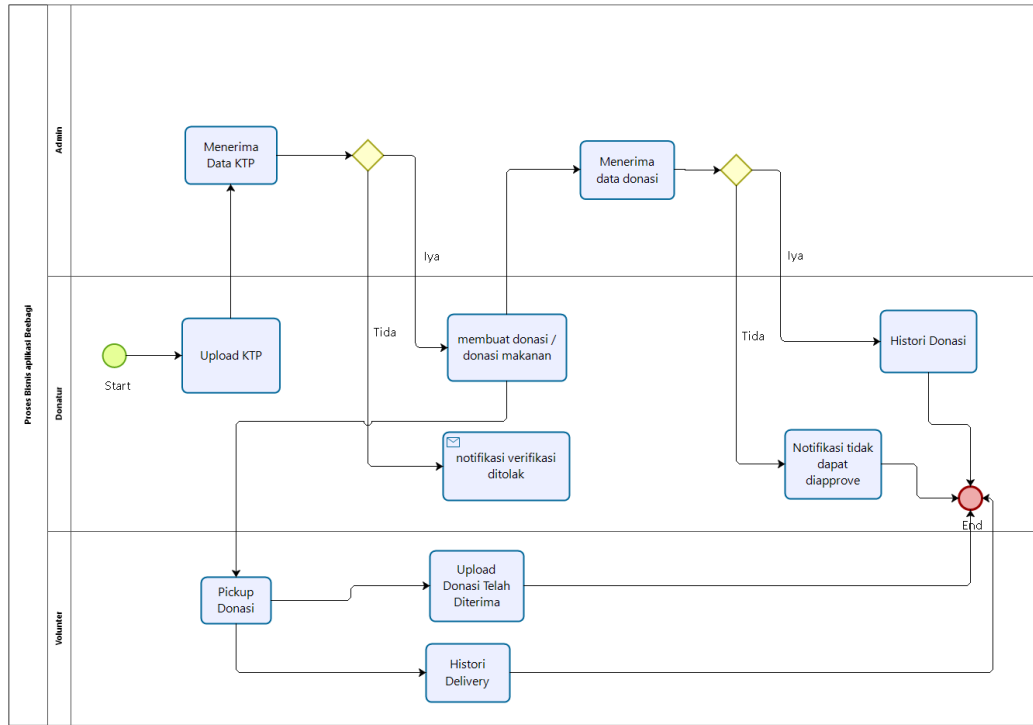 Proses Bisnis aplikasi Beebagi
Admin
Menerima
Data KTP
Iya
Menerima
data donasi
Iya
Donatur
Start
Upload KTP
Tida
membuat donasi /
donasi makanan
notifikasi verifikasi
ditolak
Tida
Histori Donasi
Notifikasi tidak
dapat
diapprove
End
Volunter
Pickup
Donasi
Upload
Donasi Telah
Diterima
Histori
Delivery